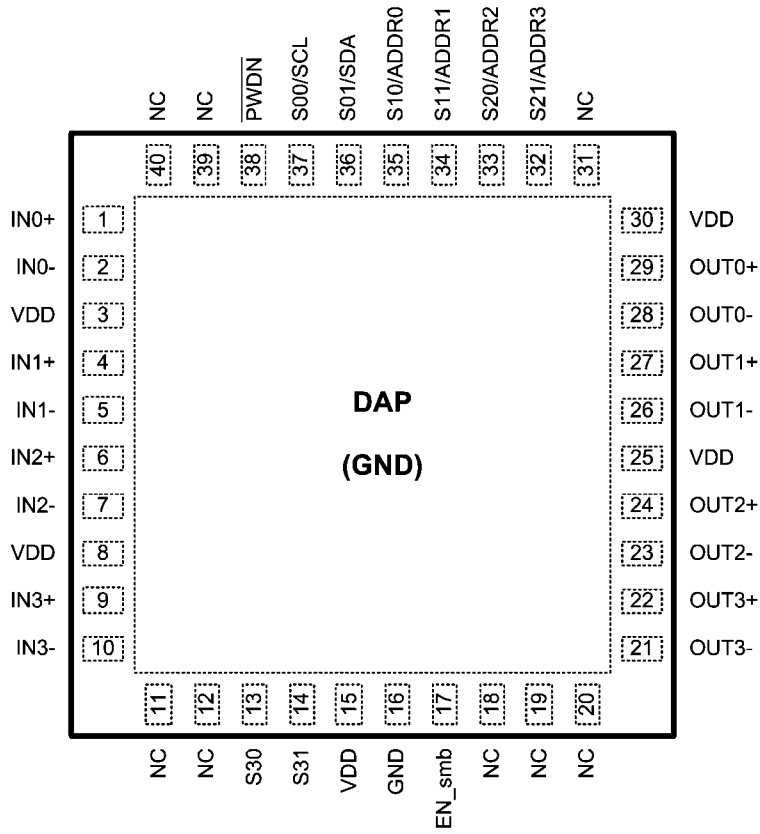 NC NC PWDN S00/SCL S01/SDA S10/ADDR0 S11/ADDR1 S20/ADDR2 S21/ADDR3 NC
40 39 38 37 36 35 34 33 32 31
IN0+ 1 30 VDD
IN0- 2 29 OUT0+
VDD 3 28 OUT0-
IN1+ 4 27 OUT1+
IN1- 5 26 OUT1-
DAP
IN2+ 6 25 VDD
(GND)
IN2- 7 24 OUT2+
VDD 8 23 OUT2-
IN3+ 9 22 OUT3+
IN3- 10 21 OUT3-
11 12 13 14 15 16 17 18 19 20
NC NC S30 S31 VDD GND EN_smb NC NC NC